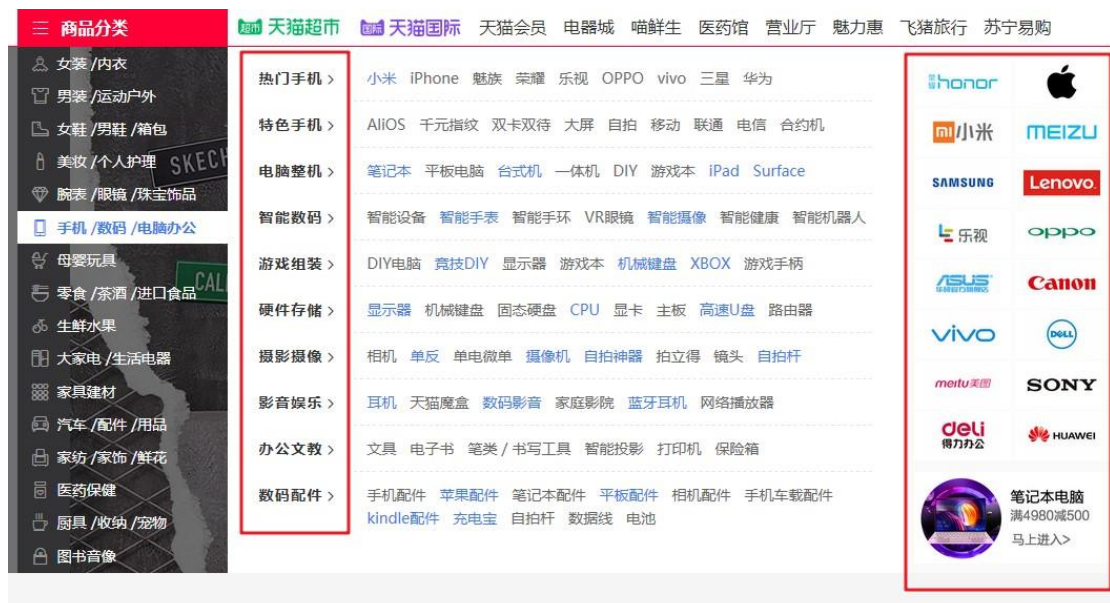 商品分类
超市 天猫超市 国际 天猫国际 天猫会员 电器城 喵鲜生 医药馆 营业厅 魅力惠 飞猪旅行 苏宁易购
女装 /内衣
男装 /运动户外
女鞋 /男鞋 /箱包
美妆 /个人护理
腕表 /眼镜 /珠宝饰品
手机 /数码 /电脑办公
母婴玩具
零食 /茶酒 /进口食品
生鲜水果
大家电 /生活电器
家具建材
汽车 /配件 /用品
家纺 /家饰 /鲜花
医药保健
厨具 /收纳 /宠物
图书音像
SKECH
CALI
热门手机 > 小米 iPhone 魅族 荣耀 乐视 OPPO vivo 三星 华为
特色手机 > AliOS 千元指纹 双卡双待 大屏 自拍 移动 联通 电信 合约机
电脑整机 > 笔记本 平板电脑 台式机 一体机 DIY 游戏本 iPad Surface
智能数码 > 智能设备 智能手表 智能手环 VR眼镜 智能摄像 智能健康 智能机器人
游戏组装 > DIY电脑 竞技DIY 显示器 游戏本 机械键盘 XBOX 游戏手柄
硬件存储 > 显示器 机械键盘 固态硬盘 CPU 显卡 主板 高速U盘 路由器
摄影摄像 > 相机 单反 单电微单 摄像机 自拍神器 拍立得 镜头 自拍杆
影音娱乐 > 耳机 天猫魔盒 数码影音 家庭影院 蓝牙耳机 网络播放器
办公文教 > 文具 电子书 笔类 / 书写工具 智能投影 打印机 保险箱
数码配件 > 手机配件 苹果配件 笔记本配件 平板配件 相机配件 手机车载配件
kindle配件 充电宝 自拍杆 数据线 电池
honor
小米 MEIZU
SAMSUNG Lenovo.
乐视 oppo
ASUS Canon
vivo DELL
meitu美图 SONY
deli HUAWEI
得力办公
笔记本电脑
满4980减500
马上进入>